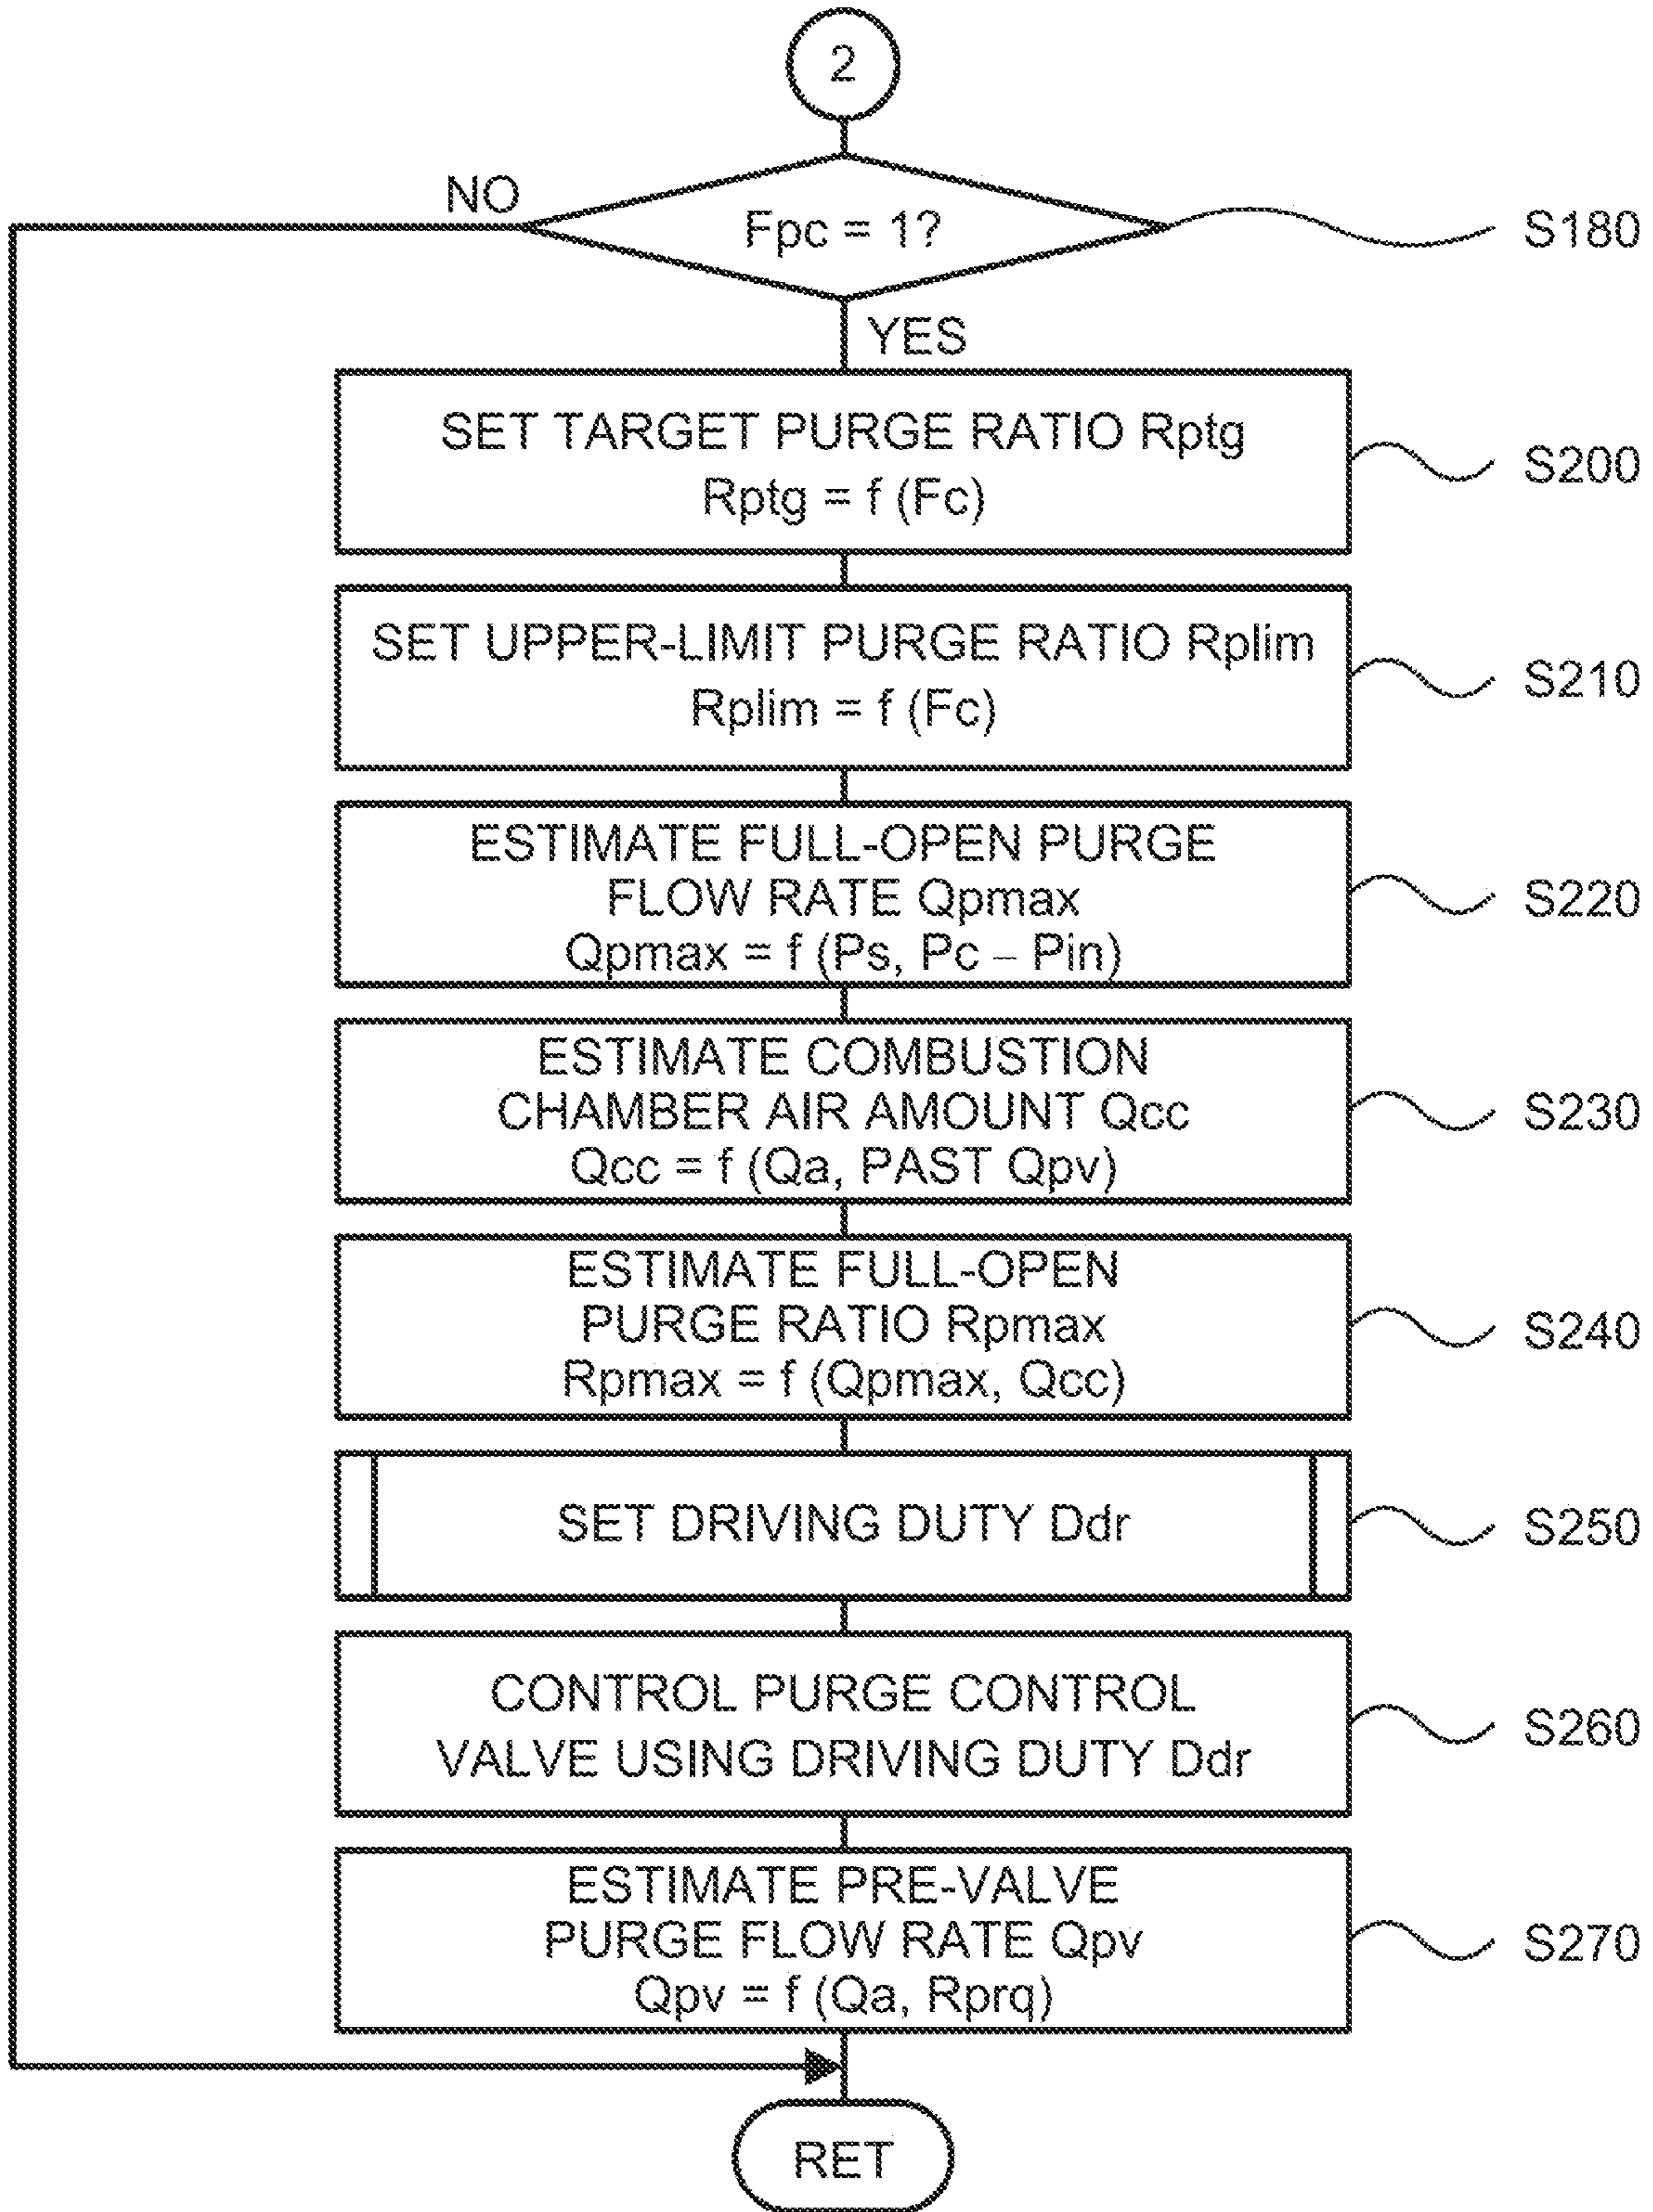 2
NO
Fpc = 1?
S180
YES
SET TARGET PURGE RATIO Rptg
Rptg = f (Fc)
S200
SET UPPER-LIMIT PURGE RATIO Rplim
Rplim = f (Fc)
S210
ESTIMATE FULL-OPEN PURGE
FLOW RATE Qpmax
Qpmax = f (Ps, Pc – Pin)
S220
ESTIMATE COMBUSTION
CHAMBER AIR AMOUNT Qcc
Qcc = f (Qa, PAST Qpv)
S230
ESTIMATE FULL-OPEN
PURGE RATIO Rpmax
Rpmax = f (Qpmax, Qcc)
S240
SET DRIVING DUTY Ddr
S250
CONTROL PURGE CONTROL
VALVE USING DRIVING DUTY Ddr
S260
ESTIMATE PRE-VALVE
PURGE FLOW RATE Qpv
Qpv = f (Qa, Rprq)
S270
RET